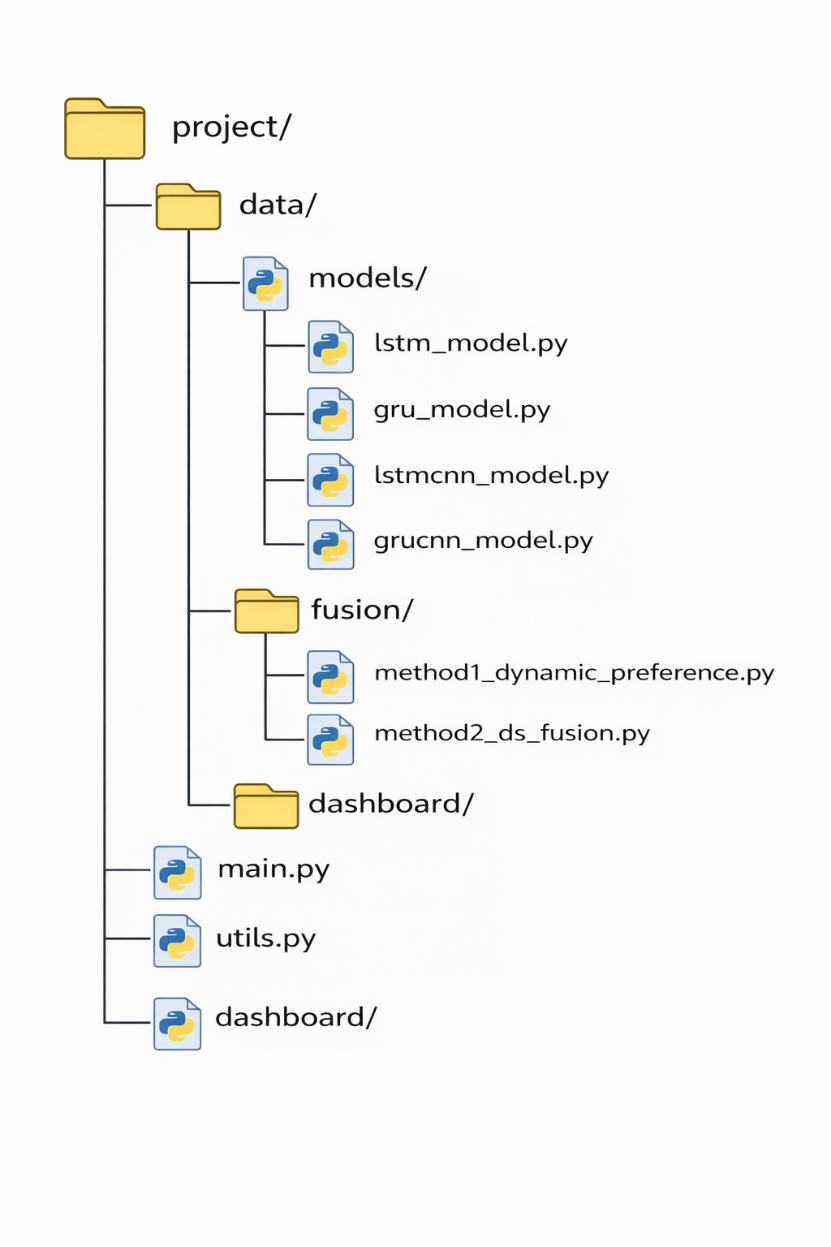 project/
data/
models/
lstm_model.py
gru_model.py
lstmcnn_model.py
grucnn_model.py
fusion/
method1_dynamic_preference.py
method2_ds_fusion.py
dashboard/
main.py
utils.py
dashboard/